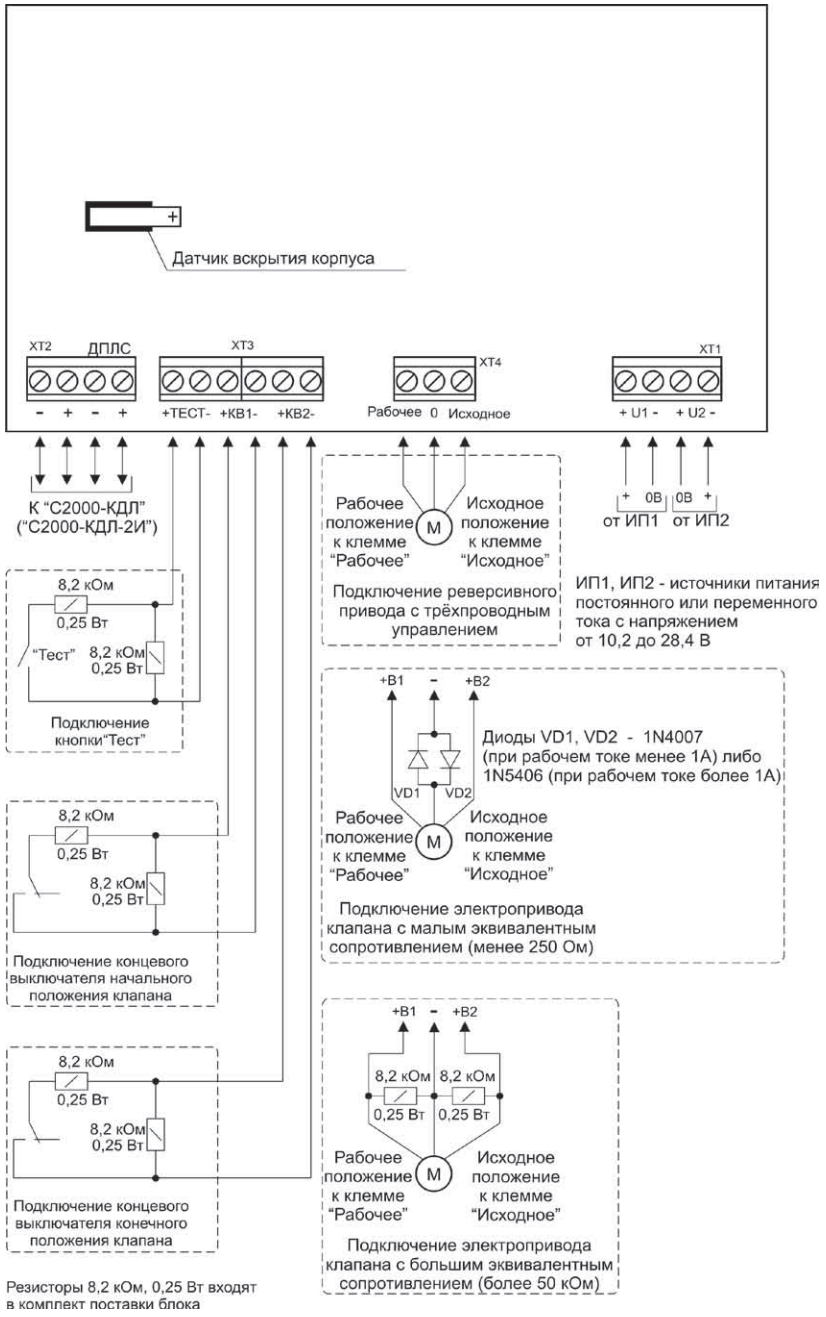 +
Датчик вскрытия корпуса
ХТ2
ДПЛС
ХТ3
ХТ4
ХТ1
- + - +
+ТЕСТ- +КВ1- +КВ2-
Рабочее 0 Исходное
+ U1 - + U2 -
К “С2000-КДЛ”
(“С2000-КДЛ-2И”)
Рабочее
положение
к клемме
“Рабочее”
М
Исходное
положение
к клемме
“Исходное”
Подключение реверсивного
привода с трёхпроводным
управлением
+ 0В 0В +
от ИП1 от ИП2
ИП1, ИП2 - источники питания
постоянного или переменного
тока с напряжением
от 10,2 до 28,4 В
8,2 кОм
0,25 Вт
“Тест”
8,2 кОм
0,25 Вт
Подключение
кнопки“Тест”
+В1 - +В2
VD1 VD2
Диоды VD1, VD2 - 1N4007
(при рабочем токе менее 1А) либо
1N5406 (при рабочем токе более 1А)
Рабочее
положение
к клемме
“Рабочее”
М
Исходное
положение
к клемме
“Исходное”
Подключение электропривода
клапана с малым эквивалентным
сопротивлением (менее 250 Ом)
8,2 кОм
0,25 Вт
8,2 кОм
0,25 Вт
Подключение концевого
выключателя начального
положения клапана
+В1 - +В2
8,2 кОм 8,2 кОм
0,25 Вт 0,25 Вт
Рабочее
положение
к клемме
“Рабочее”
М
Исходное
положение
к клемме
“Исходное”
Подключение электропривода
клапана с большим эквивалентным
сопротивлением (более 50 кОм)
8,2 кОм
0,25 Вт
8,2 кОм
0,25 Вт
Подключение концевого
выключателя конечного
положения клапана
Резисторы 8,2 кОм, 0,25 Вт входят
в комплект поставки блока